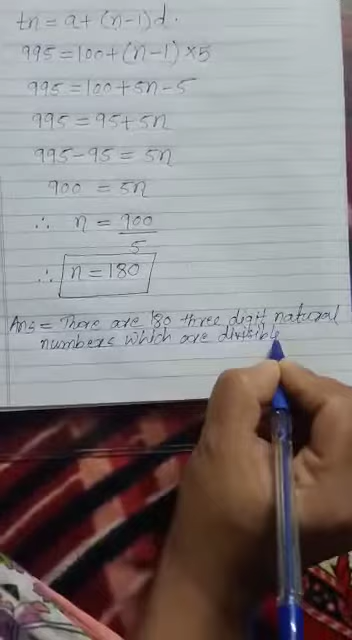 tn = a + (n-1) d.
995 = 100 + (n-1) × 5
995 = 100 + 5n - 5
995 = 95 + 5n
995 - 95 = 5n
900 = 5n
∴ n = 900
5
∴ n = 180
Ans = There are 180 three digit natural
numbers which are divisible